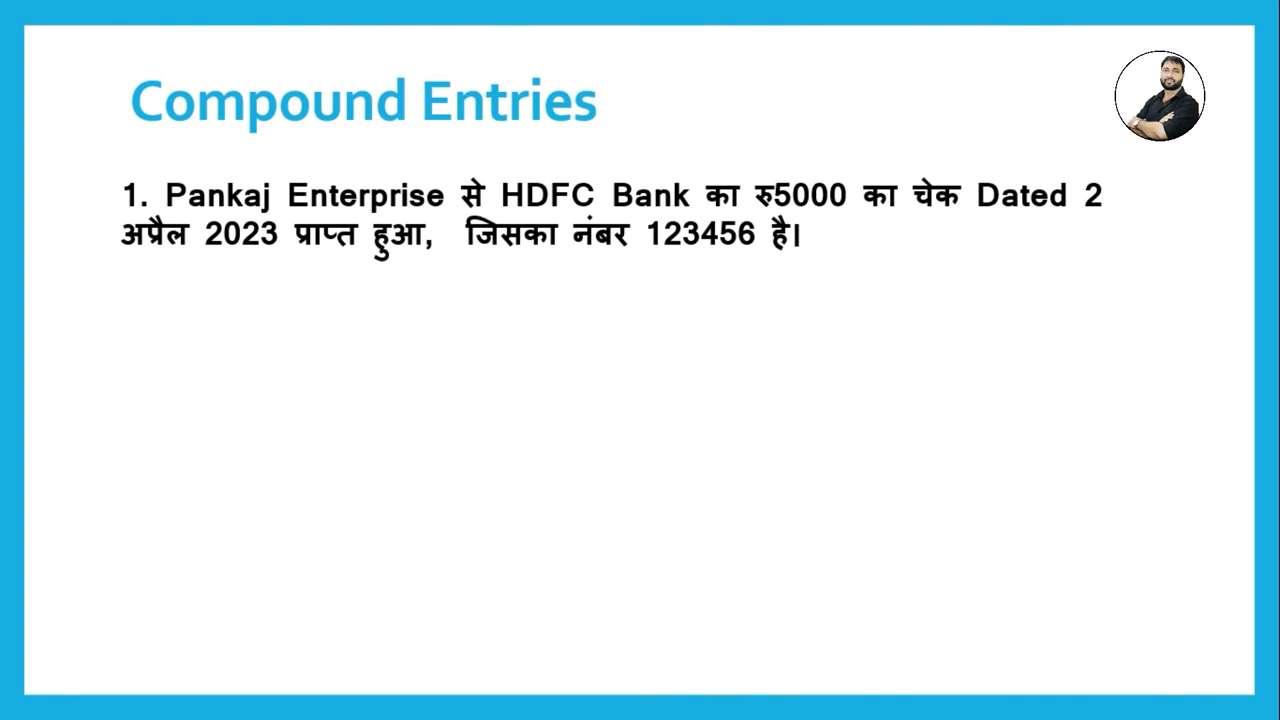 Compound Entries
1. Pankaj Enterprise से HDFC Bank का रु5000 का चेक Dated 2
अप्रैल 2023 प्राप्त हुआ, जिसका नंबर 123456 है।